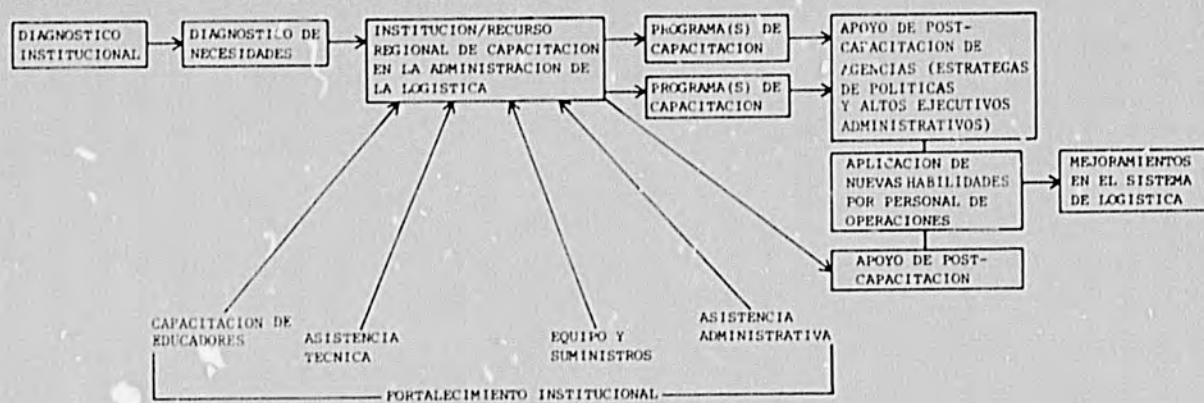 DIAGNOSTICO
INSTITUCIONAL
DIAGNOSTICO DE
NECESIDADES
INSTITUCION/RECURSO
REGIONAL DE CAPACITACION
EN LA ADMINISTRACION DE
LA LOGISTICA
PROGRAMA(S) DE
CAPACITACION
PROGRAMA(S) DE
CAPACITACION
APOYO DE POST-
CAPACITACION DE
AGENCIAS (ESTRATEGAS
DE POLITICAS
Y ALTOS EJECUTIVOS
ADMINISTRATIVOS)
APLICACION DE
NUEVAS HABILIDADES
POR PERSONAL DE
OPERACIONES
MEJORAMIENTOS
EN EL SISTEMA
DE LOGISTICA
APOYO DE POST-
CAPACITACION
CAPACITACION DE
EDUCADORES
ASISTENCIA
TECNICA
EQUIPO Y
SUMINISTROS
ASISTENCIA
ADMINISTRATIVA
FORTALECIMIENTO INSTITUCIONAL